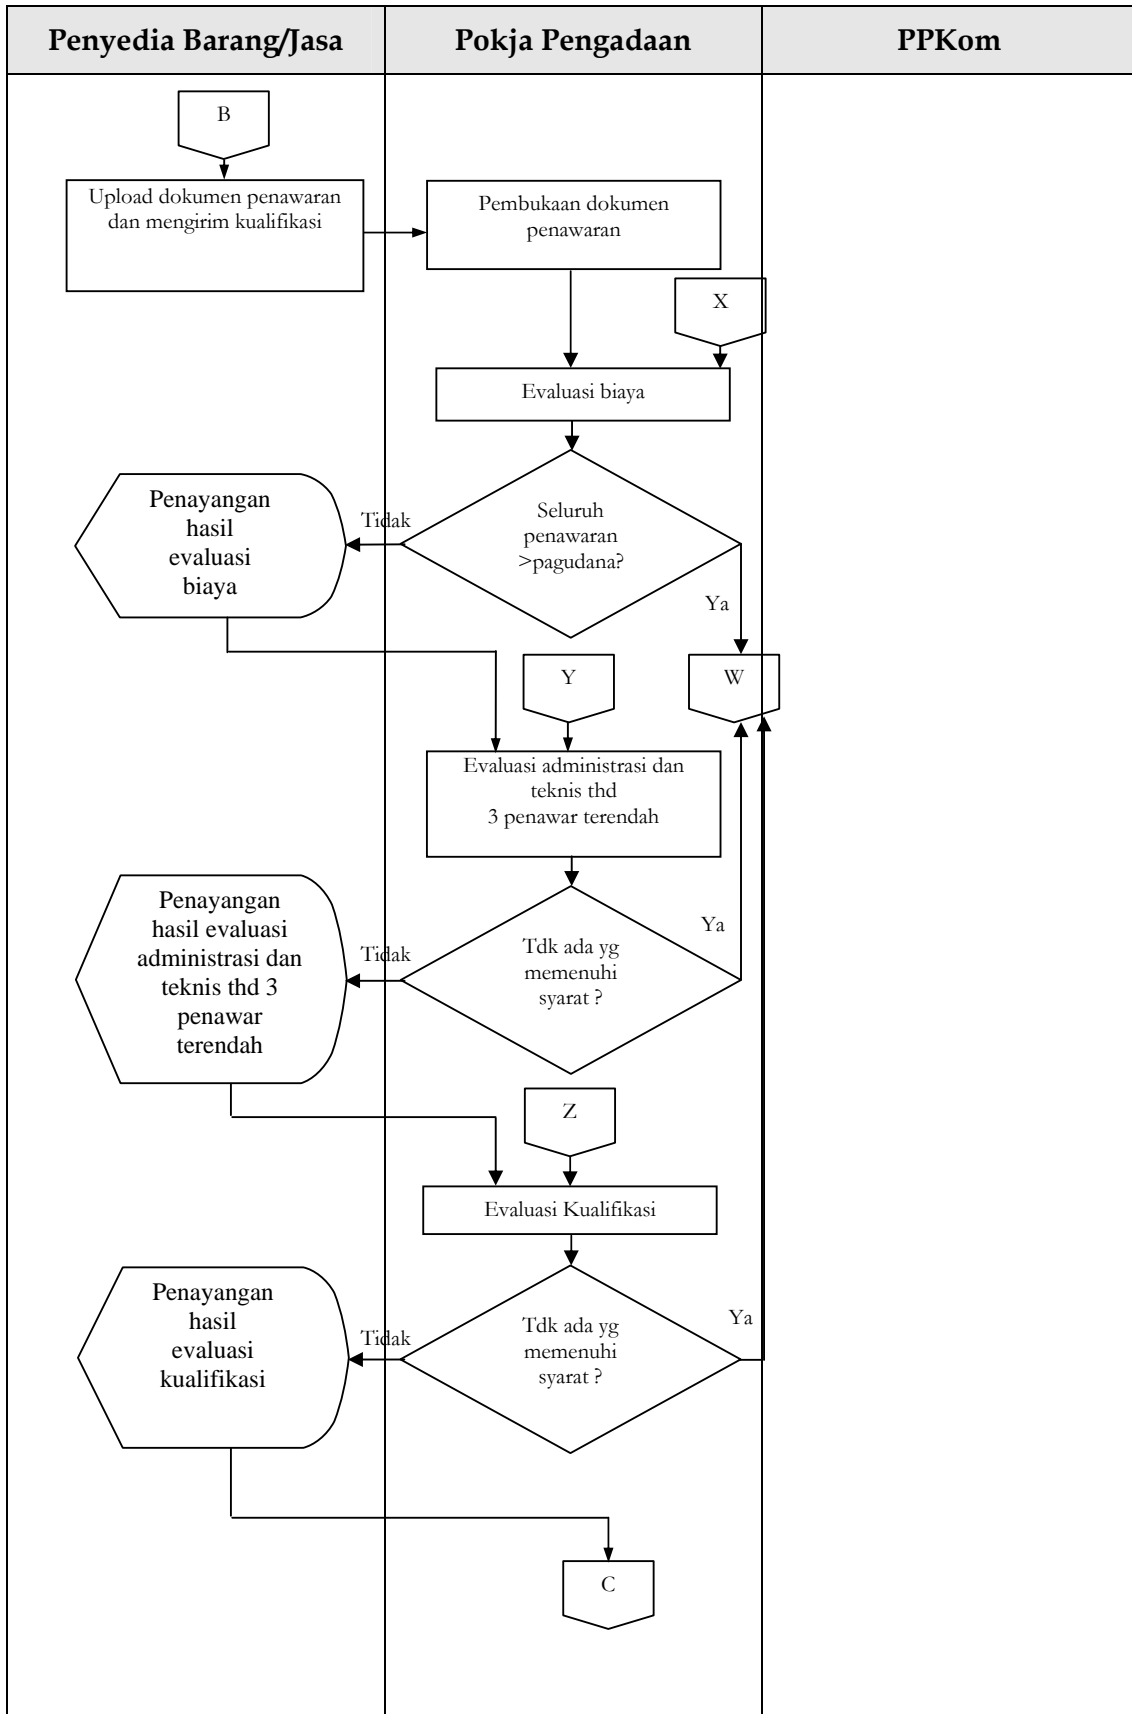 Penyedia Barang/Jasa
Pokja Pengadaan
PPKom
B
Upload dokumen penawaran
dan mengirim kualifikasi
Pembukaan dokumen
penawaran
X
Evaluasi biaya
Seluruh
penawaran
>pagudana?
Tidak
Penayangan
hasil
evaluasi
biaya
Ya
Y
W
Evaluasi administrasi dan
teknis thd
3 penawar terendah
Tdk ada yg
memenuhi
syarat ?
Ya
Tidak
Penayangan
hasil evaluasi
administrasi dan
teknis thd 3
penawar
terendah
Z
Evaluasi Kualifikasi
Tdk ada yg
memenuhi
syarat ?
Ya
Tidak
Penayangan
hasil
evaluasi
kualifikasi
C